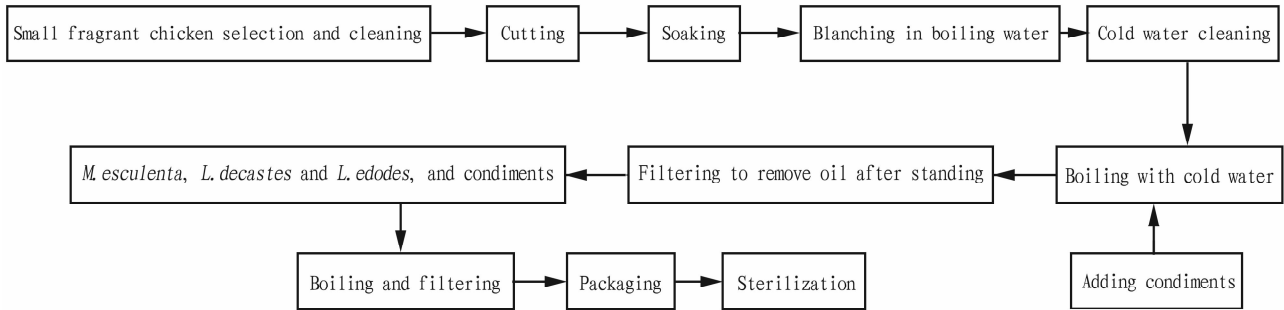 Small fragrant chicken selection and cleaning
Cutting
Soaking
Blanching in boiling water
Cold water cleaning
Boiling with cold water
Adding condiments
Filtering to remove oil after standing
M.esculenta, L.decastes and L.edodes, and condiments
Boiling and filtering
Packaging
Sterilization